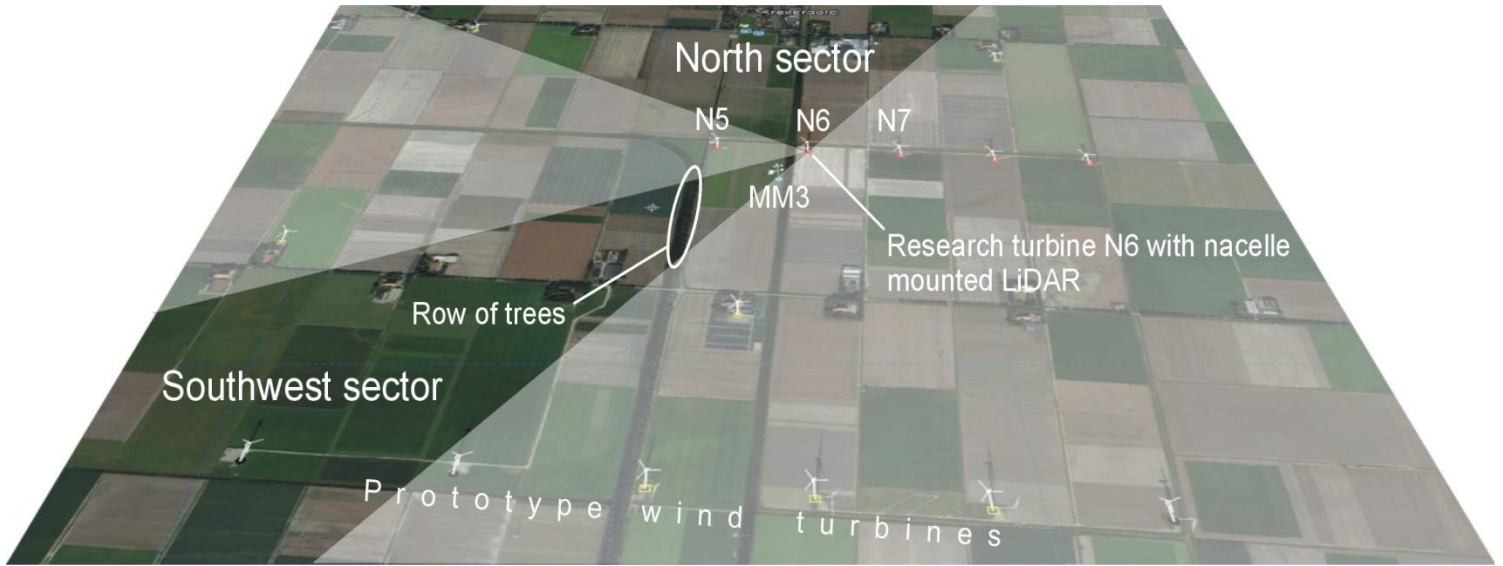 Kreileroord
North sector
N5
N6
N7
MM3
Research turbine N6 with nacelle
mounted LiDAR
Row of trees
Southwest sector
Prototype wind turbines